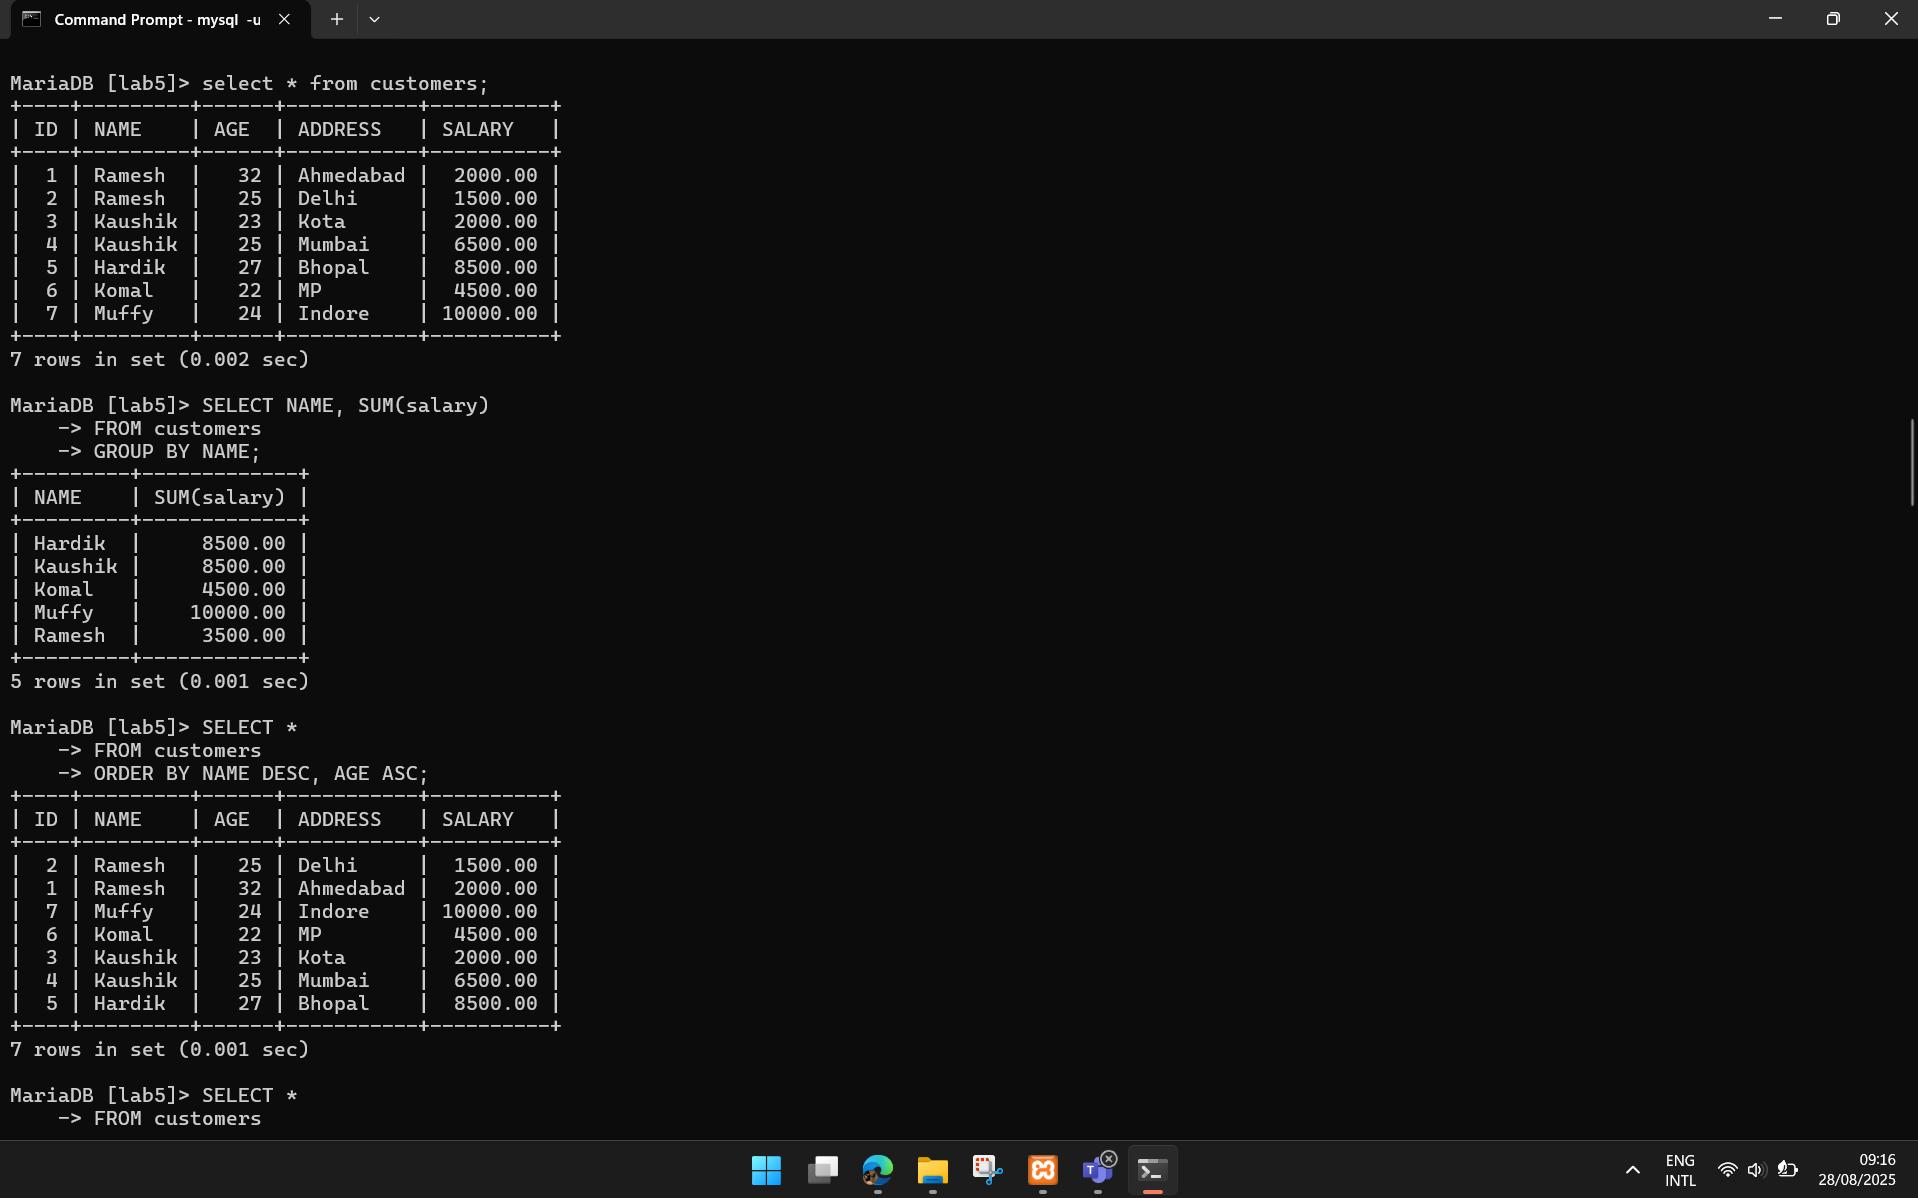 Command Prompt - mysql -u
MariaDB [lab5]> select * from customers;
+----+---------+------+-----------+----------+
| ID | NAME    | AGE  | ADDRESS   | SALARY   |
+----+---------+------+-----------+----------+
|  1 | Ramesh  |   32 | Ahmedabad |  2000.00 |
|  2 | Ramesh  |   25 | Delhi     |  1500.00 |
|  3 | Kaushik |   23 | Kota      |  2000.00 |
|  4 | Kaushik |   25 | Mumbai    |  6500.00 |
|  5 | Hardik  |   27 | Bhopal    |  8500.00 |
|  6 | Komal   |   22 | MP        |  4500.00 |
|  7 | Muffy   |   24 | Indore    | 10000.00 |
+----+---------+------+-----------+----------+
7 rows in set (0.002 sec)
MariaDB [lab5]> SELECT NAME, SUM(salary)
    -> FROM customers
    -> GROUP BY NAME;
+---------+-------------+
| NAME    | SUM(salary) |
+---------+-------------+
| Hardik  |     8500.00 |
| Kaushik |     8500.00 |
| Komal   |     4500.00 |
| Muffy   |    10000.00 |
| Ramesh  |     3500.00 |
+---------+-------------+
5 rows in set (0.001 sec)
MariaDB [lab5]> SELECT *
    -> FROM customers
    -> ORDER BY NAME DESC, AGE ASC;
+----+---------+------+-----------+----------+
| ID | NAME    | AGE  | ADDRESS   | SALARY   |
+----+---------+------+-----------+----------+
|  2 | Ramesh  |   25 | Delhi     |  1500.00 |
|  1 | Ramesh  |   32 | Ahmedabad |  2000.00 |
|  7 | Muffy   |   24 | Indore    | 10000.00 |
|  6 | Komal   |   22 | MP        |  4500.00 |
|  3 | Kaushik |   23 | Kota      |  2000.00 |
|  4 | Kaushik |   25 | Mumbai    |  6500.00 |
|  5 | Hardik  |   27 | Bhopal    |  8500.00 |
+----+---------+------+-----------+----------+
7 rows in set (0.001 sec)
MariaDB [lab5]> SELECT *
    -> FROM customers
ENG
INTL
09:16
28/08/2025